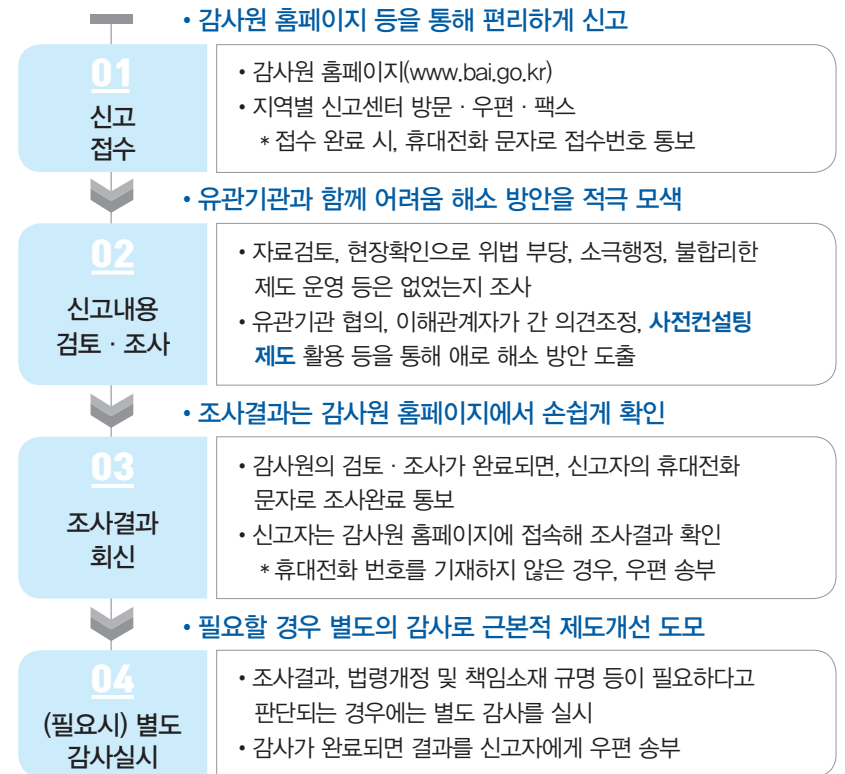 • 감사원 홈페이지 등을 통해 편리하게 신고
01
신고
접수
• 감사원 홈페이지(www.bai.go.kr)
• 지역별 신고센터 방문 · 우편 · 팩스
* 접수 완료 시, 휴대전화 문자로 접수번호 통보
• 유관기관과 함께 어려움 해소 방안을 적극 모색
02
신고내용
검토 · 조사
• 자료검토, 현장확인으로 위법 부당, 소극행정, 불합리한
제도 운영 등은 없었는지 조사
• 유관기관 협의, 이해관계자가 간 의견조정, 사전컨설팅
제도 활용 등을 통해 애로 해소 방안 도출
• 조사결과는 감사원 홈페이지에서 손쉽게 확인
03
조사결과
회신
• 감사원의 검토 · 조사가 완료되면, 신고자의 휴대전화
문자로 조사완료 통보
• 신고자는 감사원 홈페이지에 접속해 조사결과 확인
* 휴대전화 번호를 기재하지 않은 경우, 우편 송부
• 필요할 경우 별도의 감사로 근본적 제도개선 도모
04
(필요시) 별도
감사실시
• 조사결과, 법령개정 및 책임소재 규명 등이 필요하다고
판단되는 경우에는 별도 감사를 실시
• 감사가 완료되면 결과를 신고자에게 우편 송부